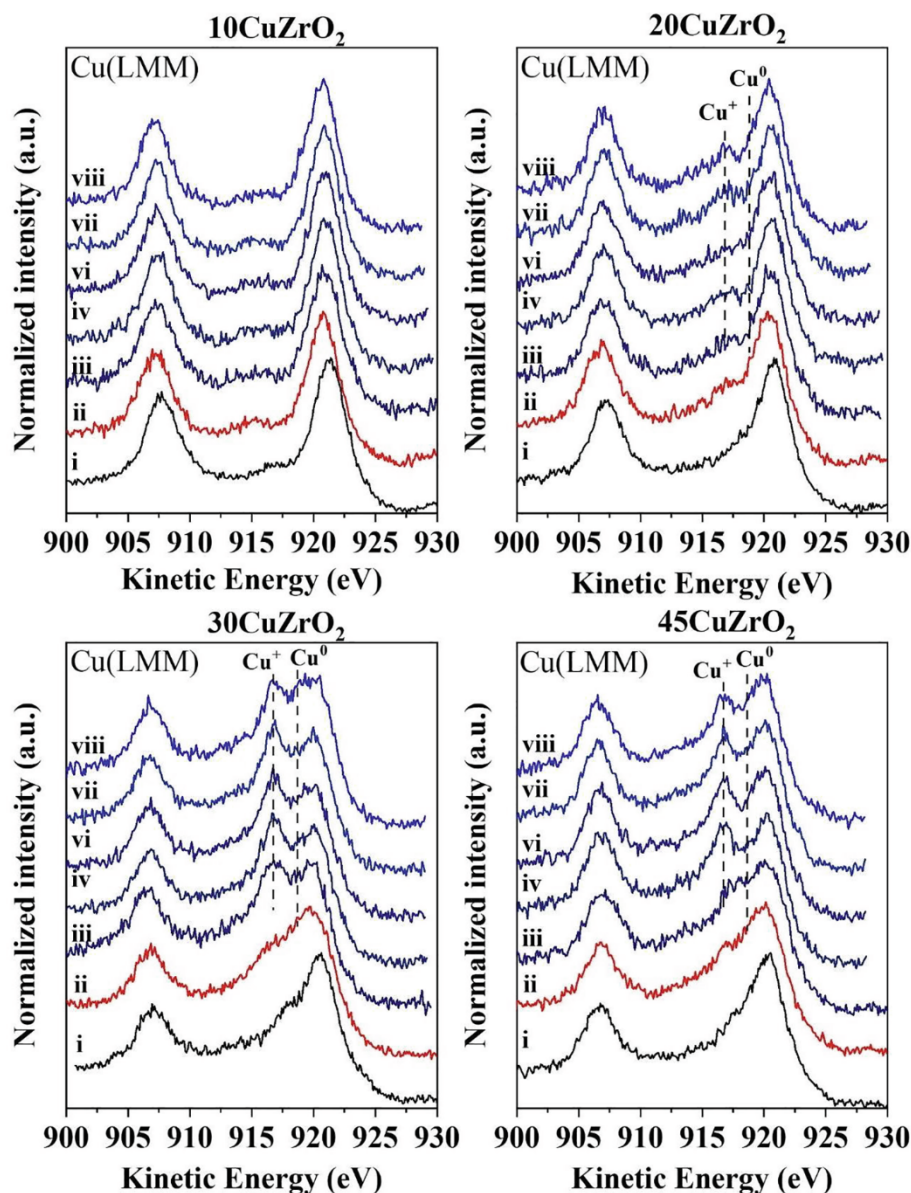 10CuZrO₂
Cu(LMM)
viii
vii
vi
iv
iii
ii
i
900 905 910 915 920 925 930
Kinetic Energy (eV)
Normalized intensity (a.u.)
20CuZrO₂
Cu(LMM)
Cu⁺
Cu⁰
viii
vii
vi
iv
iii
ii
i
900 905 910 915 920 925 930
Kinetic Energy (eV)
Normalized intensity (a.u.)
30CuZrO₂
Cu(LMM)
Cu⁺ Cu⁰
viii
vii
vi
iv
iii
ii
i
900 905 910 915 920 925 930
Kinetic Energy (eV)
Normalized intensity (a.u.)
45CuZrO₂
Cu(LMM)
Cu⁺ Cu⁰
viii
vii
vi
iv
iii
ii
i
900 905 910 915 920 925 930
Kinetic Energy (eV)
Normalized intensity (a.u.)